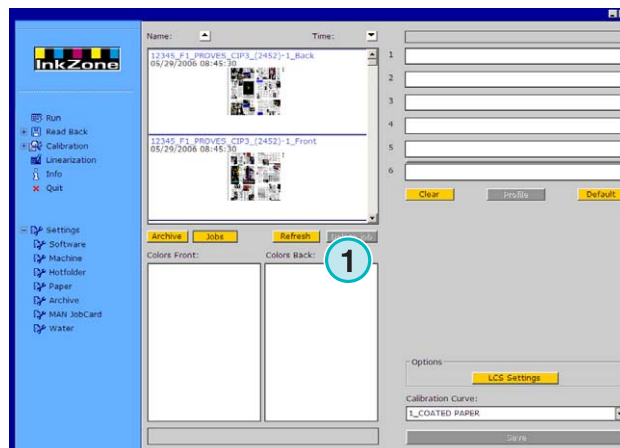 InkZone
Run
Read Back
Calibration
Linearization
Info
Quit
Settings
Software
Machine
Hotfolder
Paper
Archive
MAN JobCard
Water
Name:
Time:
12345_F1_PROVES_CIP3_(2452)-1_Back
05/29/2006 08:45:30
12345_F1_PROVES_CIP3_(2452)-1_Front
05/29/2006 08:45:30
Archive
Jobs
Refresh
Colors Front:
Colors Back:
1
1
2
3
4
5
6
Clear
Profile
Default
Options
LCS Settings
Calibration Curve:
1_COATED PAPER
Save